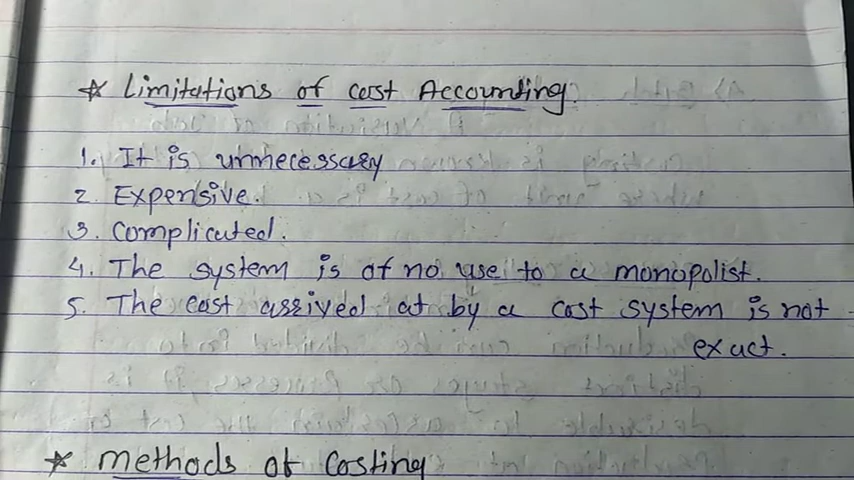 * Limitations of cost Accounting.
1. It is unnecessary
2. Expensive.
3. Complicated.
4. The system is of no use to a monopolist.
5. The cost arrived at by a cost system is not
exact.
* methods of Costing